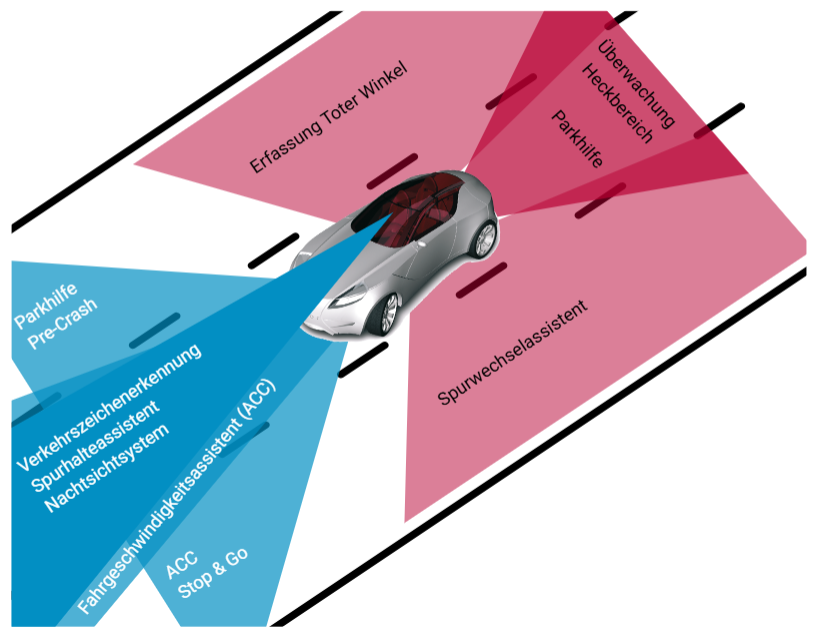 Erfassung Toter Winkel
Überwachung
Heckbereich
Parkhilfe
Parkhilfe
Pre-Crash
Spurwechselassistent
Verkehrszeichenerkennung
Spurhalteassistent
Nachtsichtsystem
Fahrgeschwindigkeitsassistent (ACC)
ACC
Stop & Go